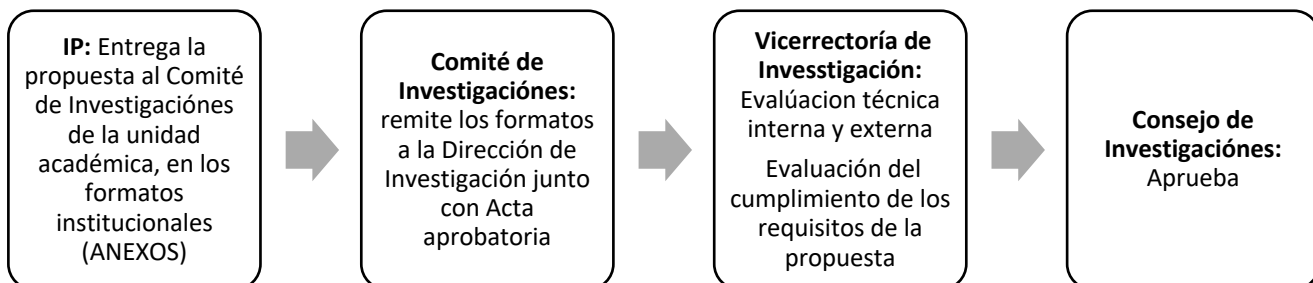 IP: Entrega la
propuesta al Comité
de Investigaciónes
de la unidad
académica, en los
formatos
institucionales
(ANEXOS)
Comité de
Investigaciónes:
remite los formatos
a la Dirección de
Investigación junto
con Acta
aprobatoria
Vicerrectoría de
Invesstigación:
Evalúacion técnica
interna y externa
Evaluación del
cumplimiento de los
requisitos de la
propuesta
Consejo de
Investigaciónes:
Aprueba